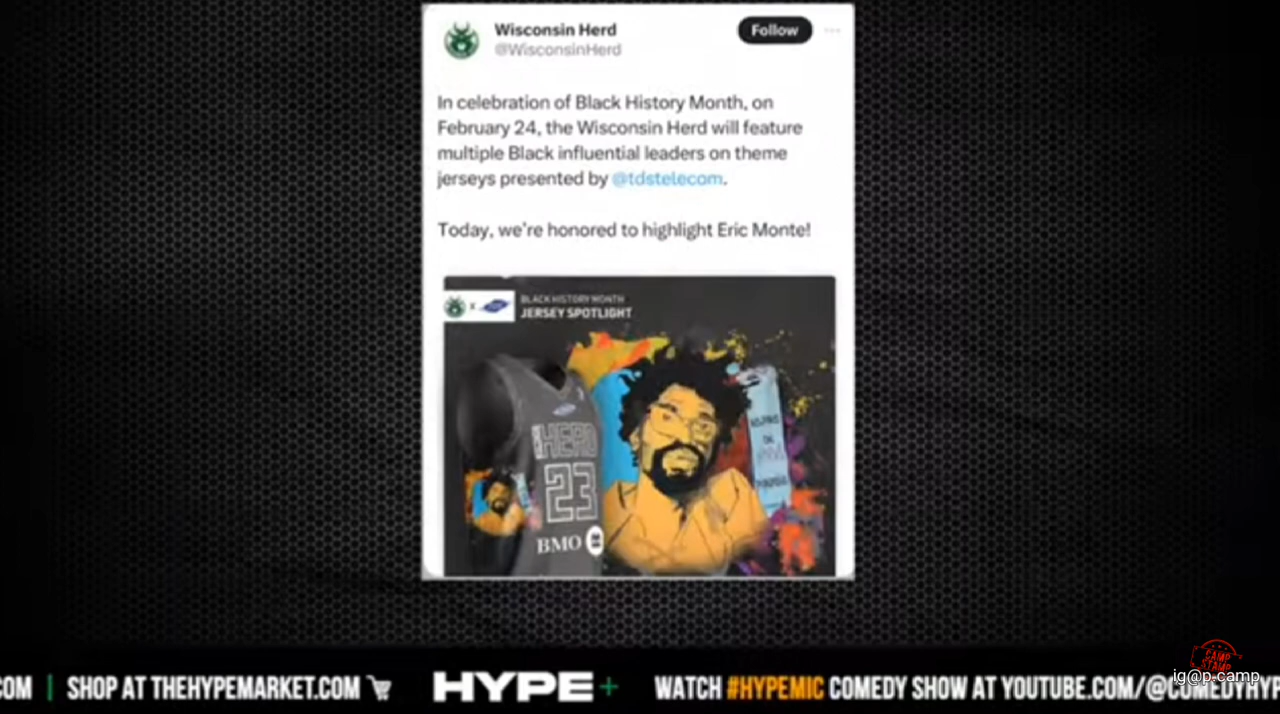 Wisconsin Herd
@WisconsinHerd
Follow
In celebration of Black History Month, on
February 24, the Wisconsin Herd will feature
multiple Black influential leaders on theme
jerseys presented by @tdstelecom.
Today, we're honored to highlight Eric Monte!
X
BLACK HISTORY MONTH
JERSEY SPOTLIGHT
HERD
23
BMO
COM | SHOP AT THEHYPEMARKET.COM
HYPE+
WATCH #HYPEMIC COMEDY SHOW AT YOUTUBE.COM/@COMEDYHYP
CAMP
STAMP
ig@p.camp